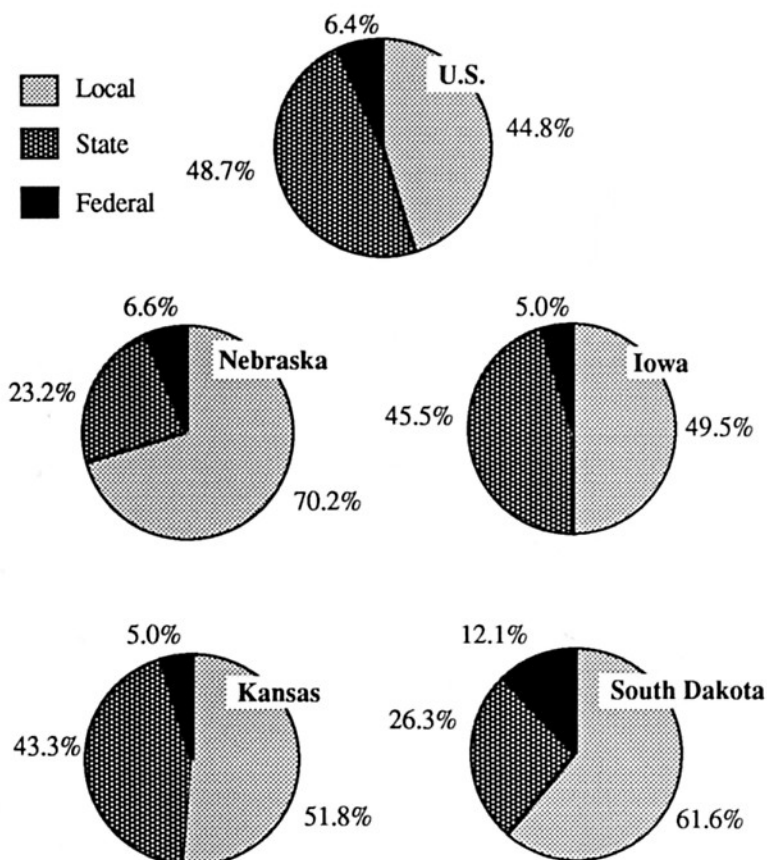 6.4%
U.S.
Local
State
Federal
44.8%
48.7%
6.6%
Nebraska
23.2%
70.2%
5.0%
Iowa
45.5%
49.5%
5.0%
Kansas
43.3%
51.8%
12.1%
South Dakota
26.3%
61.6%